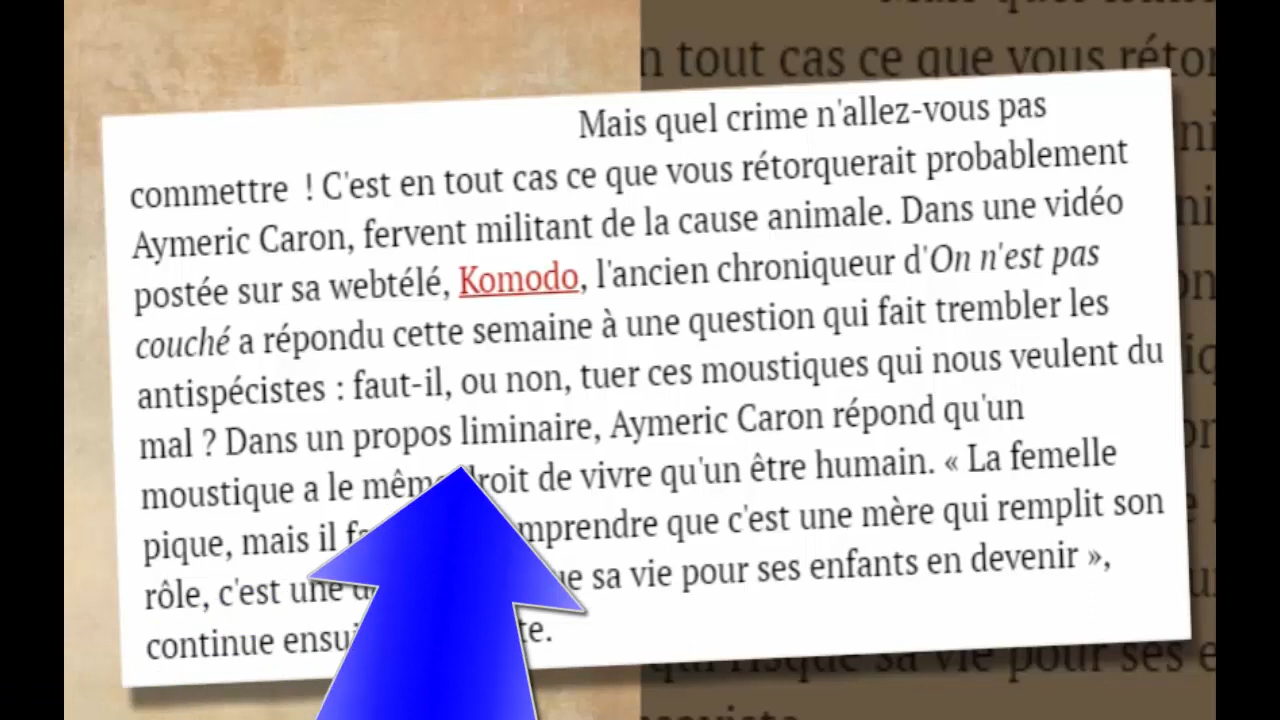 Mais quel crime n'allez-vous pas
commettre ! C'est en tout cas ce que vous rétorquerait probablement
Aymeric Caron, fervent militant de la cause animale. Dans une vidéo
postée sur sa webtélé, Komodo, l'ancien chroniqueur d'On n'est pas
couché a répondu cette semaine à une question qui fait trembler les
antispécistes : faut-il, ou non, tuer ces moustiques qui nous veulent du
mal ? Dans un propos liminaire, Aymeric Caron répond qu'un
moustique a le même droit de vivre qu'un être humain. « La femelle
pique, mais il que c'est une mère qui remplit son
rôle, c'est une sa vie pour ses enfants en devenir »,
continue